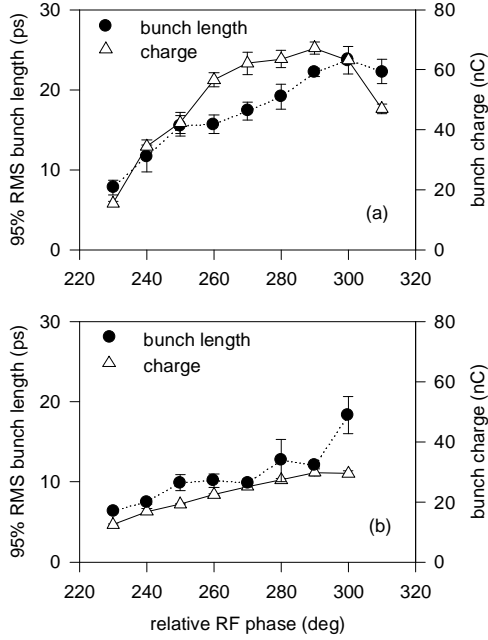 30
20
10
0
95% RMS bunch length (ps)
bunch length
charge
80
60
40
20
0
bunch charge (nC)
(a)
220 240 260 280 300 320
30
20
10
0
95% RMS bunch length (ps)
bunch length
charge
80
60
40
20
0
bunch charge (nC)
(b)
220 240 260 280 300 320
relative RF phase (deg)